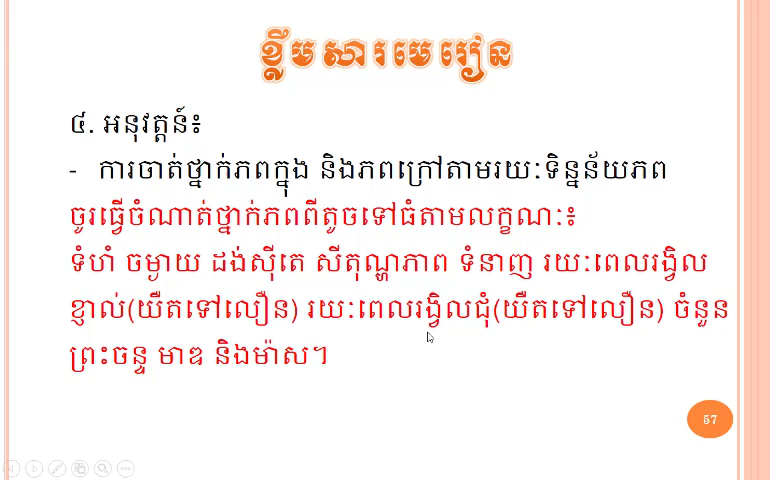 ខ្លឹមសារមេរៀន
៤. អនុវត្តន៍៖
- ការចាត់ថ្នាក់ភពក្នុង និងភពក្រៅតាមរយៈទិន្នន័យភព
ចូរធ្វើចំណាត់ថ្នាក់ភពពីតូចទៅធំតាមលក្ខណៈ៖
ទំហំ ចម្ងាយ ដង់ស៊ីតេ សីតុណ្ហភាព ទំនាញ រយៈពេលរង្វិល
ខ្ញាល់(យឺតទៅលឿន) រយៈពេលរង្វិលជុំ(យឺតទៅលឿន) ចំនួន
ព្រះចន្ទ មាឌ និងម៉ាស។
57